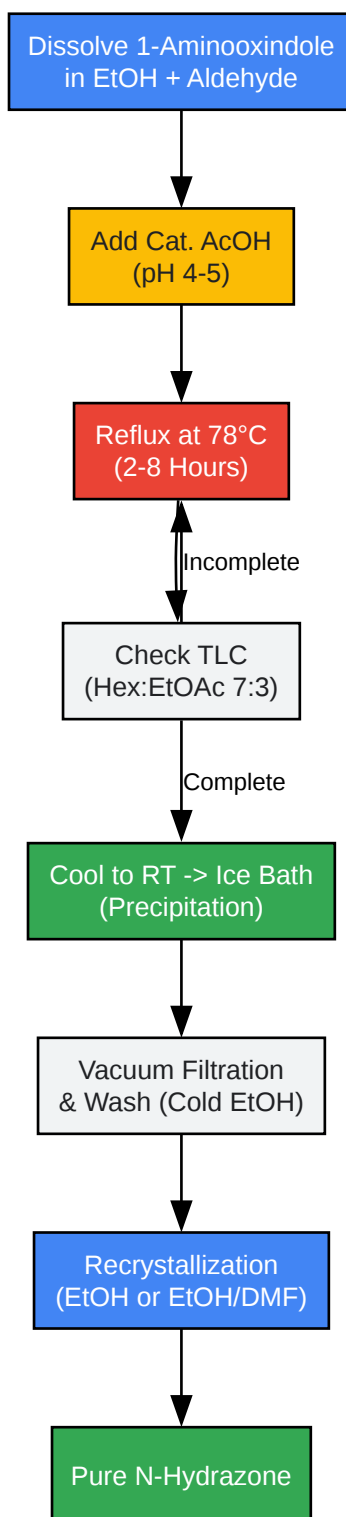 Dissolve 1-Aminooxindole
in EtOH + Aldehyde
Add Cat. AcOH
(pH 4-5)
Reflux at 78°C
(2-8 Hours)
Incomplete
Check TLC
(Hex:EtOAc 7:3)
Complete
Cool to RT -> Ice Bath
(Precipitation)
Vacuum Filtration
& Wash (Cold EtOH)
Recrystallization
(EtOH or EtOH/DMF)
Pure N-Hydrazone